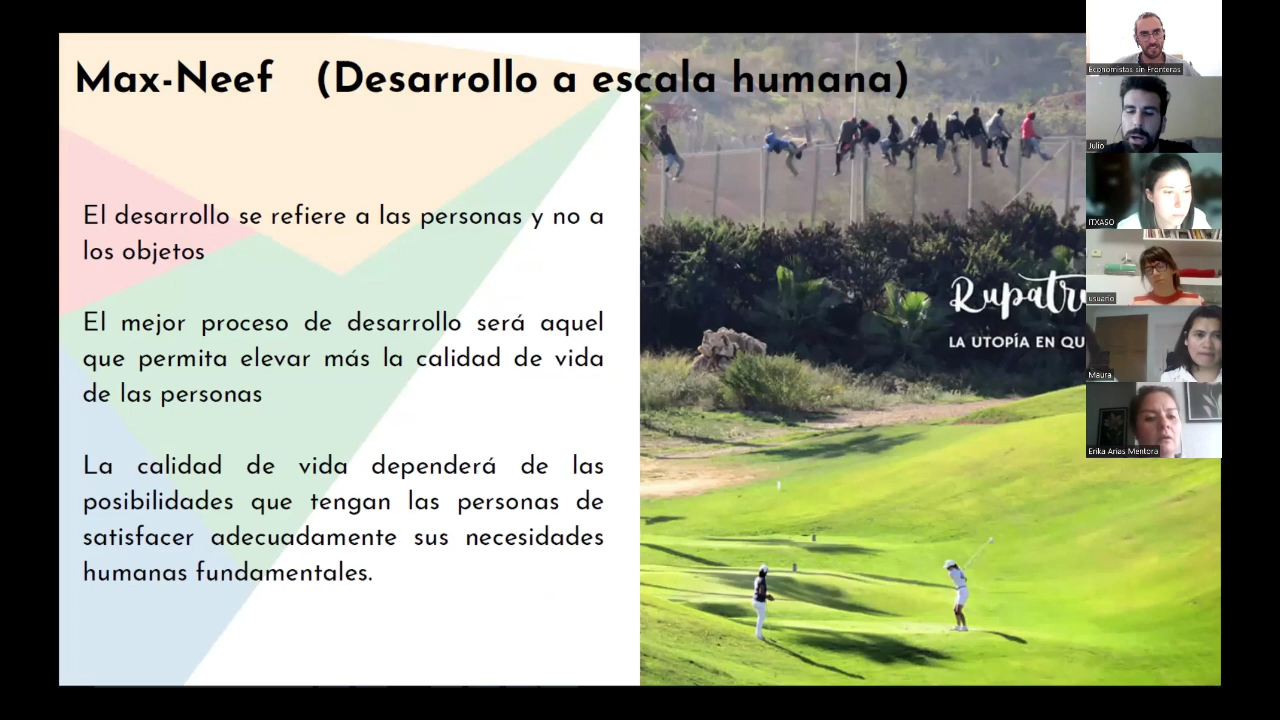 Max-Neef (Desarrollo a escala humana)
El desarrollo se refiere a las personas y no a
los objetos
El mejor proceso de desarrollo será aquel
que permita elevar más la calidad de vida
de las personas
La calidad de vida dependerá de las
posibilidades que tengan las personas de
satisfacer adecuadamente sus necesidades
humanas fundamentales.
Rupatru
LA UTOPÍA EN QU
Economistas sin Fronteras
Julio
ITXASO
usuario
Maura
Erika Arias Mentora